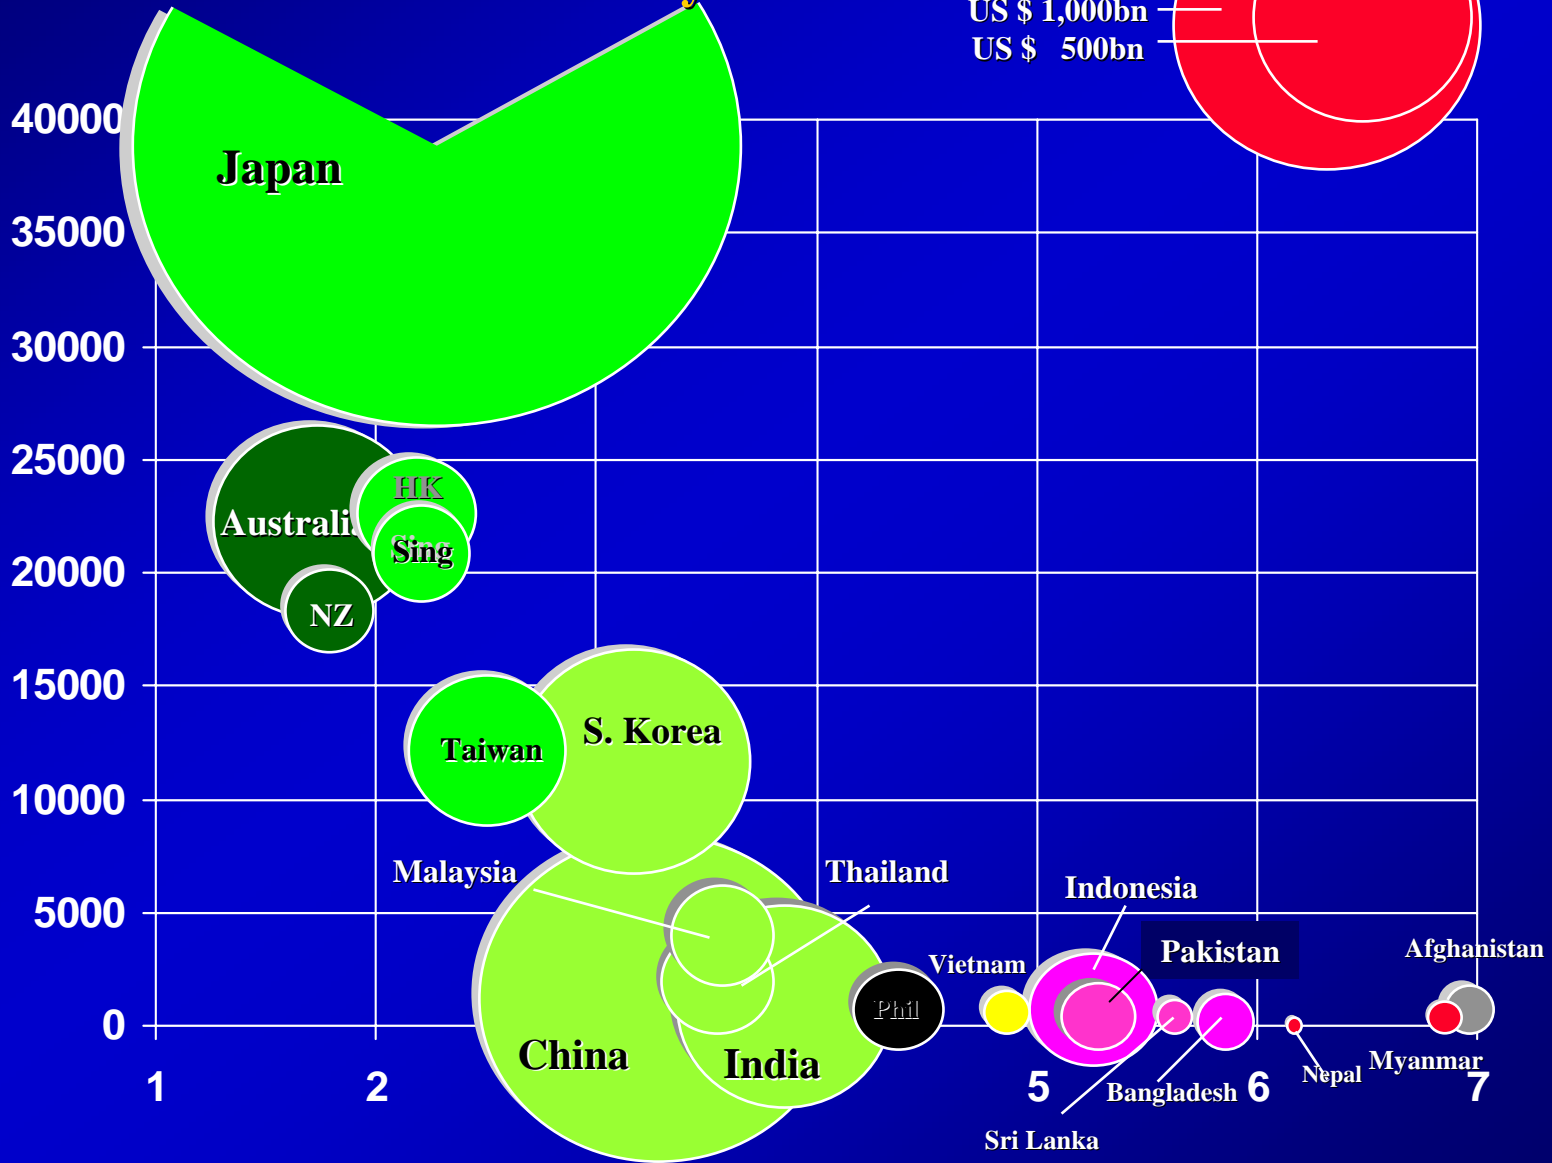 US $ 1,000bn
US $ 500bn
40000
Japan
35000
30000
25000
HK
Australia
Sing
20000
NZ
15000
S. Korea
Taiwan
10000
Malaysia
Thailand
Indonesia
5000
Pakistan
Afghanistan
Vietnam
Phil
0
China
India
Myanmar
Nepal
1
2
5
6
7
Bangladesh
Sri Lanka